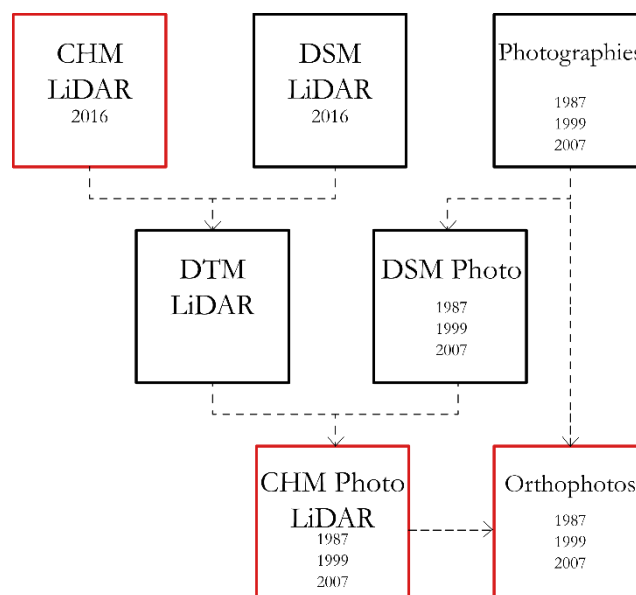 CHM
LiDAR
2016
DSM
LiDAR
2016
Photographies
1987
1999
2007
DTM
LiDAR
DSM Photo
1987
1999
2007
CHM Photo
LiDAR
1987
1999
2007
Orthophotos
1987
1999
2007